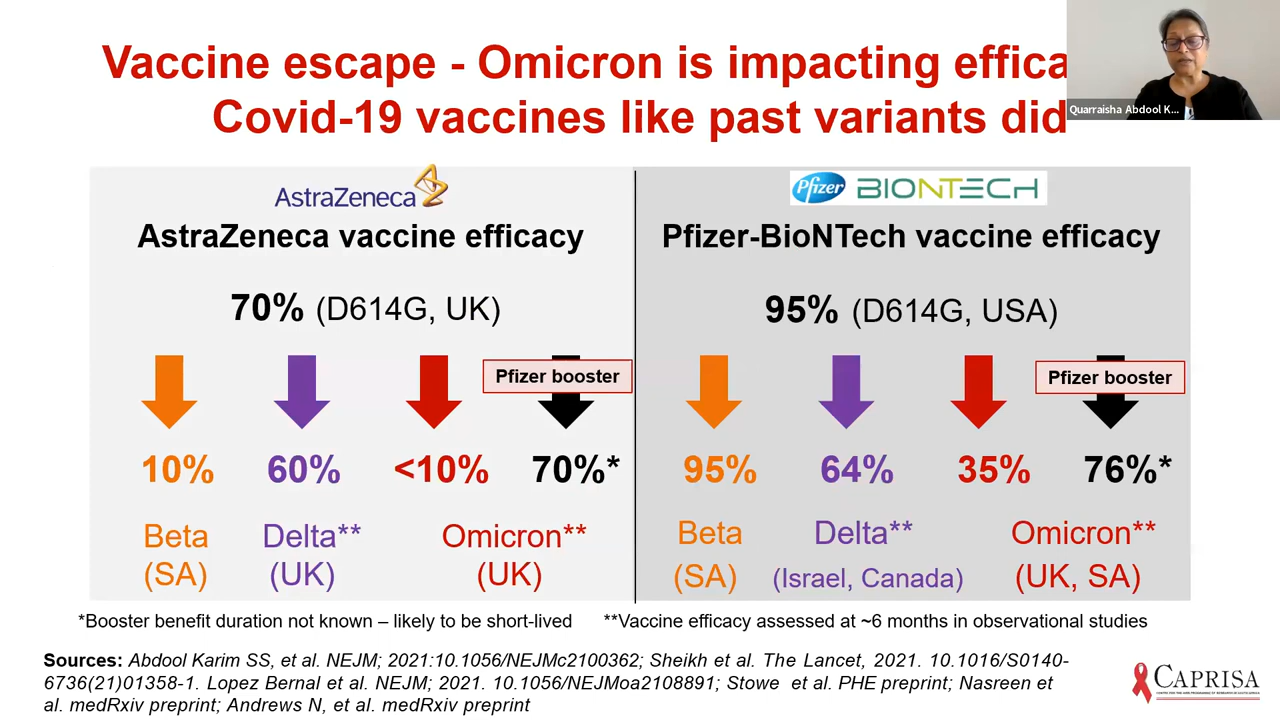 Vaccine escape - Omicron is impacting effica
Covid-19 vaccines like past variants did
Quarraisha Abdool K...
AstraZeneca
AstraZeneca vaccine efficacy
70% (D614G, UK)
Pfizer booster
10% 60% <10% 70%*
Beta Delta** Omicron**
(SA) (UK) (UK)
Pfizer BIONTECH
Pfizer-BioNTech vaccine efficacy
95% (D614G, USA)
Pfizer booster
95% 64% 35% 76%*
Beta Delta** Omicron**
(SA) (Israel, Canada) (UK, SA)
*Booster benefit duration not known – likely to be short-lived **Vaccine efficacy assessed at ~6 months in observational studies
Sources: Abdool Karim SS, et al. NEJM; 2021:10.1056/NEJMc2100362; Sheikh et al. The Lancet, 2021. 10.1016/S0140-
6736(21)01358-1. Lopez Bernal et al NEJM; 2021. 10.1056/NEJMoa2108891; Stowe et al. PHE preprint; Nasreen et
al. medRxiv preprint; Andrews N, et al. medRxiv preprint
CAPRISA